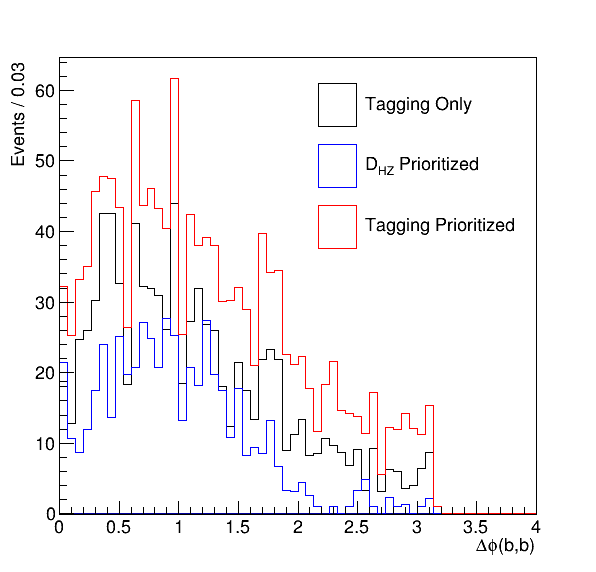 Events / 0.03
60
50
40
30
20
10
0
Tagging Only
D_HZ Prioritized
Tagging Prioritized
0 0.5 1 1.5 2 2.5 3 3.5 4
Δϕ(b,b)